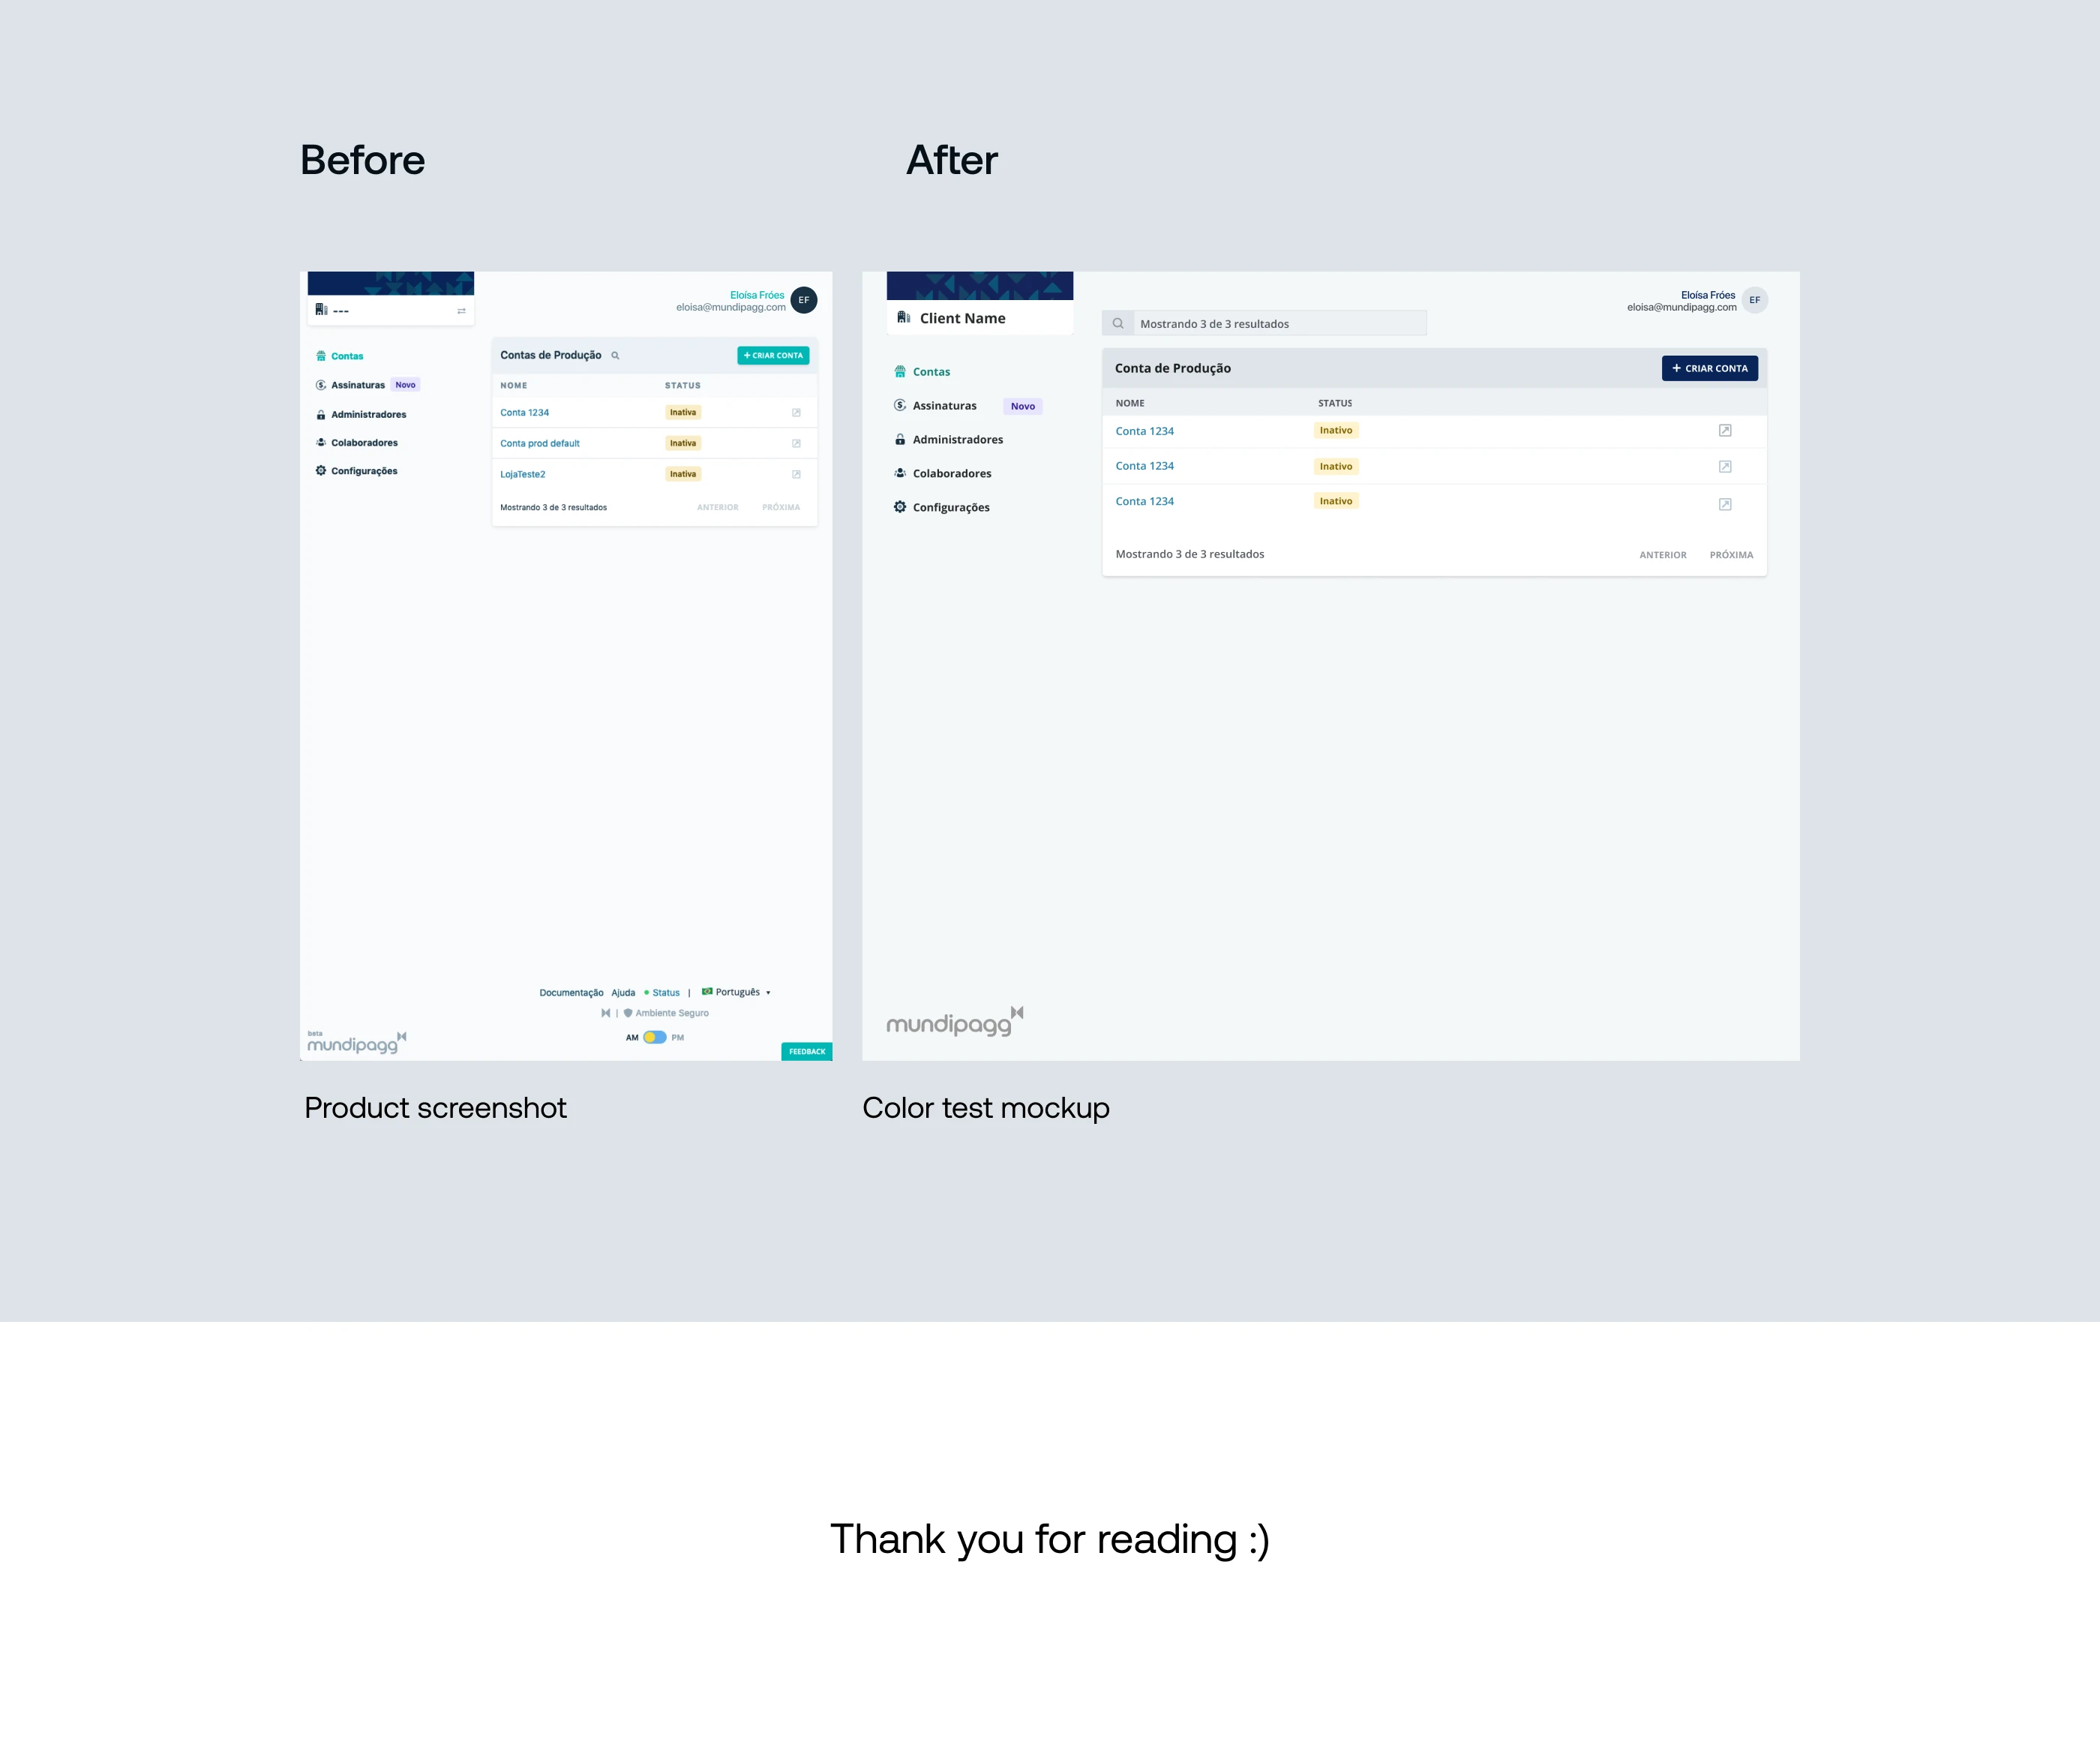 Before
After
---
Eloísa Fróes
eloisa@mundipagg.com
EF
Contas
Assinaturas Novo
Administradores
Colaboradores
Configurações
Contas de Produção
+ CRIAR CONTA
NOME STATUS
Conta 1234 Inativa
Conta prod default Inativa
LojaTeste2 Inativa
Mostrando 3 de 3 resultados ANTERIOR PRÓXIMA
Documentação Ajuda • Status | Português
| Ambiente Seguro
AM PM
beta
mundipagg
FEEDBACK
Client Name
Eloísa Fróes
eloisa@mundipagg.com
EF
Mostrando 3 de 3 resultados
Contas
Assinaturas Novo
Administradores
Colaboradores
Configurações
Conta de Produção
+ CRIAR CONTA
NOME STATUS
Conta 1234 Inativo
Conta 1234 Inativo
Conta 1234 Inativo
Mostrando 3 de 3 resultados ANTERIOR PRÓXIMA
mundipagg
Product screenshot
Color test mockup
Thank you for reading :)